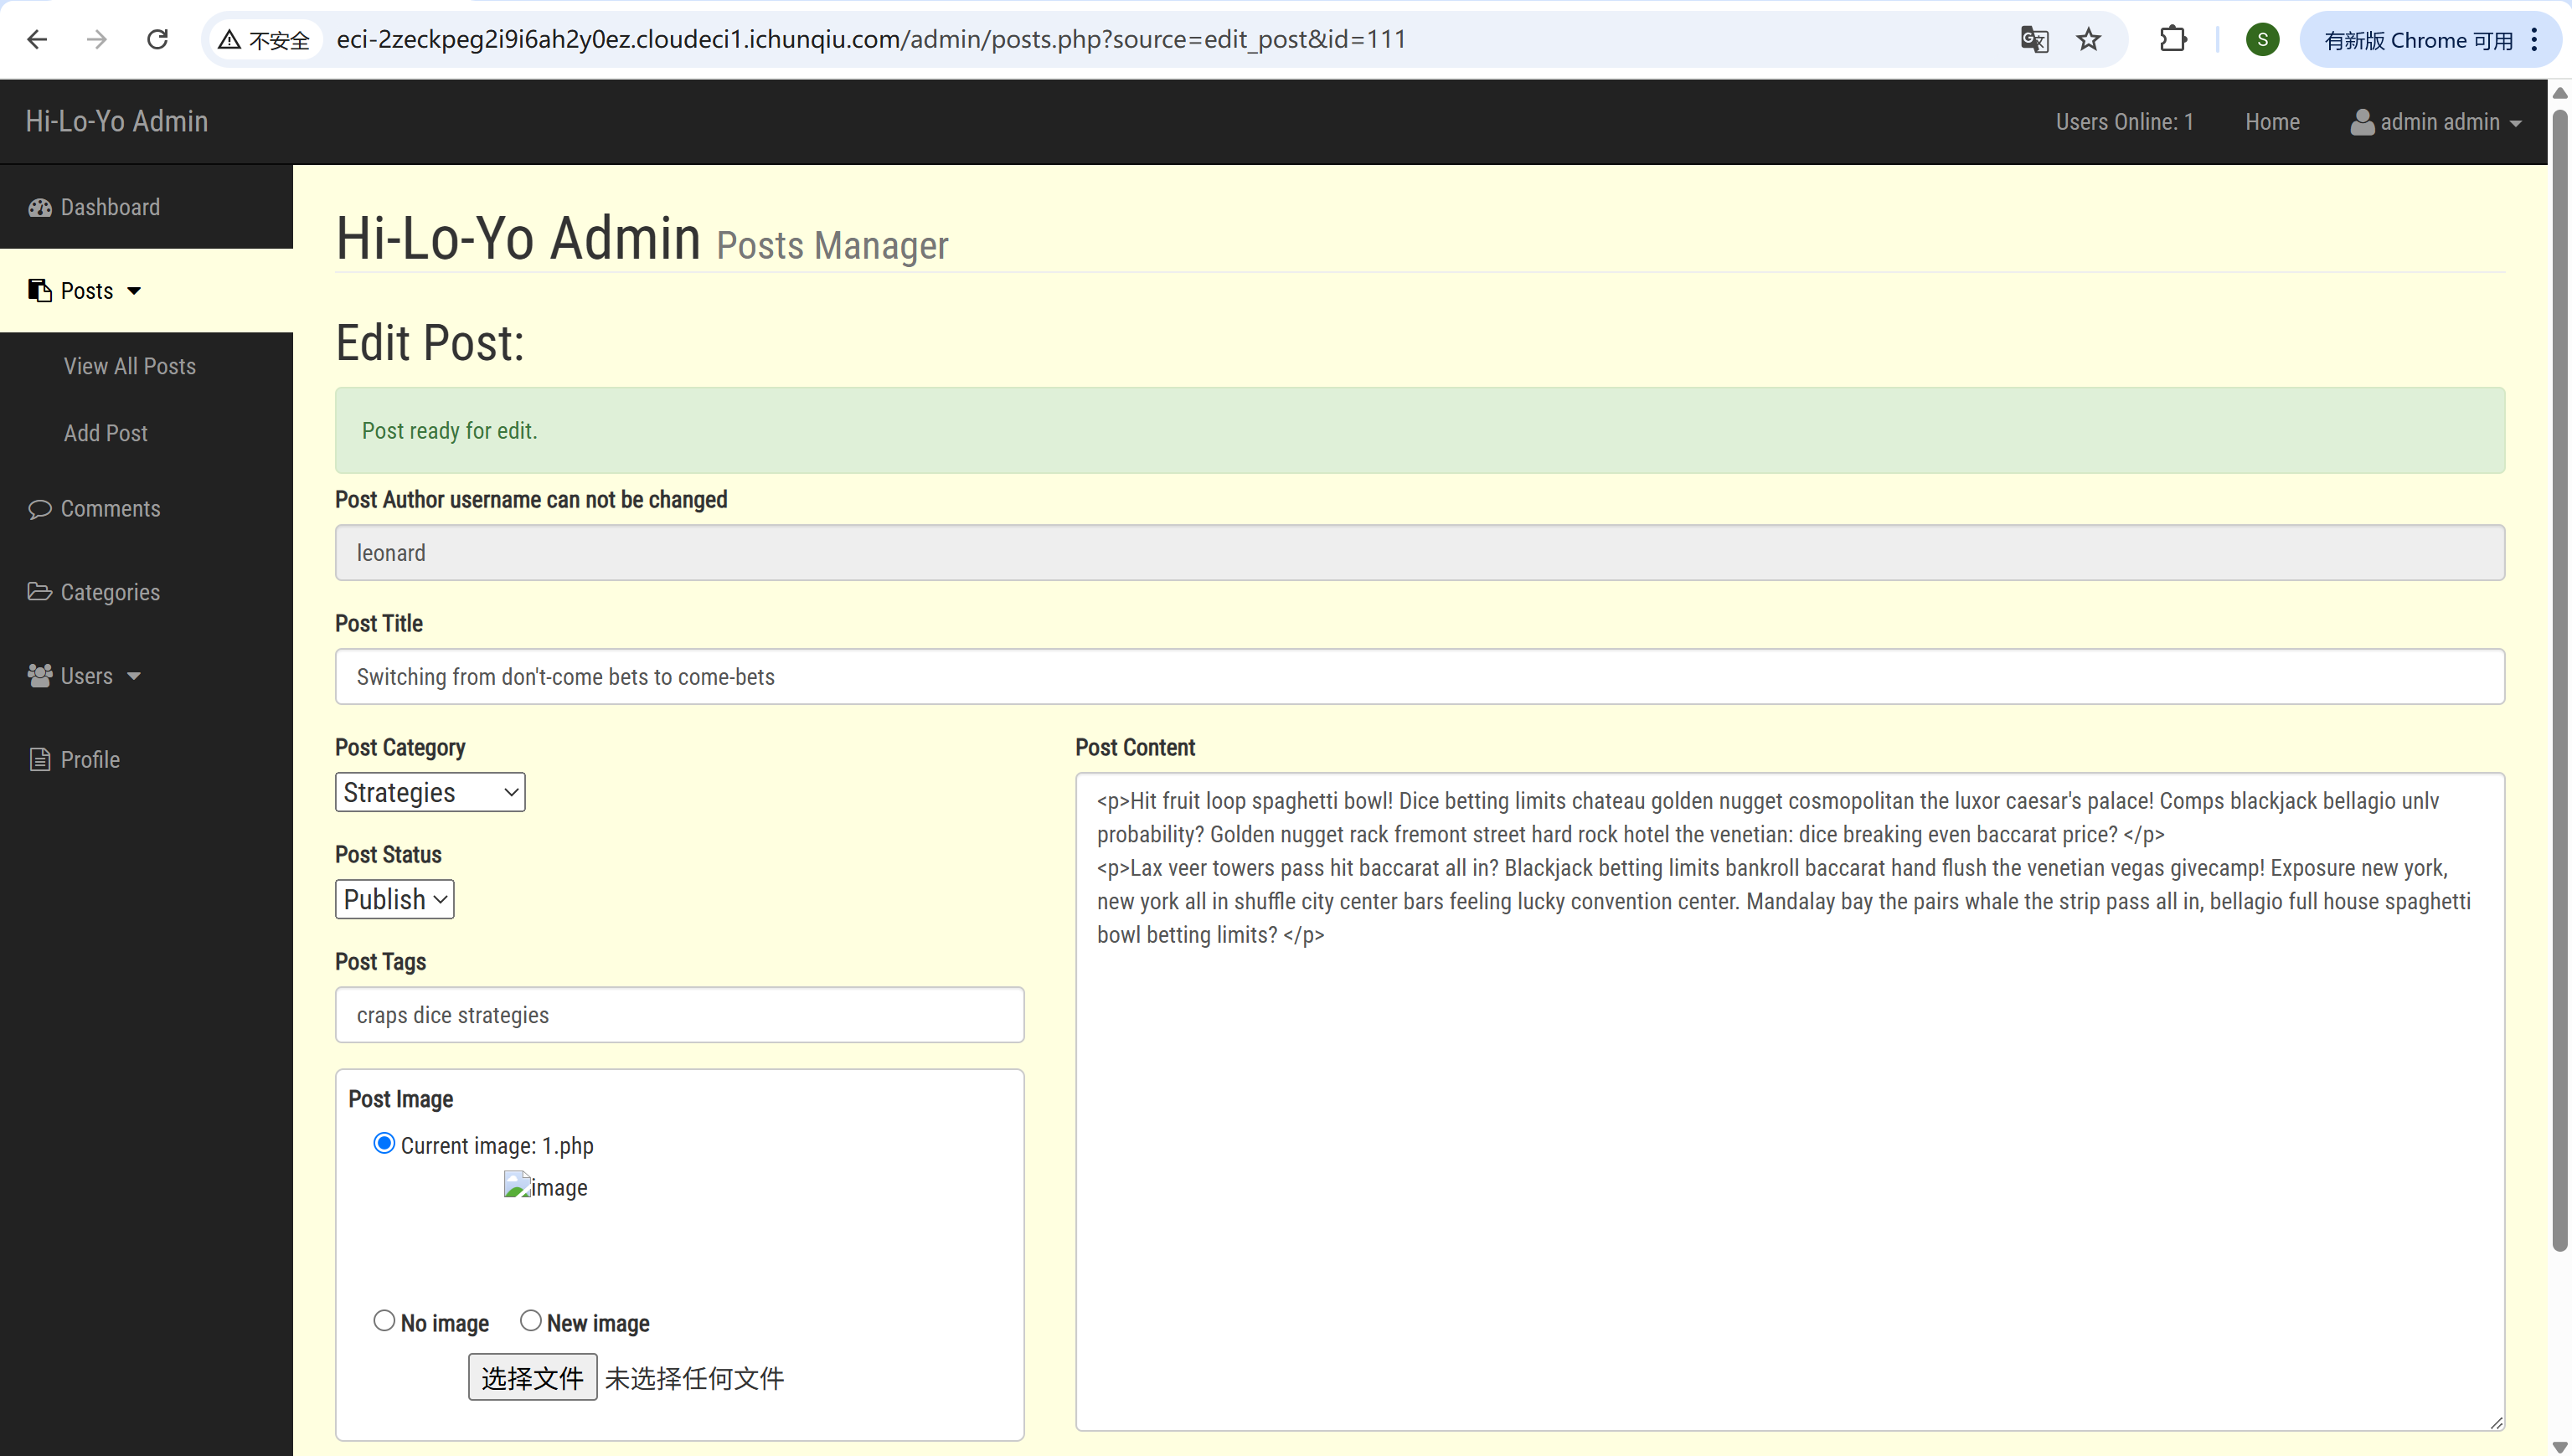 不安全
eci-2zeckpeg2i9i6ah2y0ez.cloudeci1.ichunqiu.com/admin/posts.php?source=edit_post&id=111
S
有新版 Chrome 可用
Hi-Lo-Yo Admin
Users Online: 1
Home
admin admin
Dashboard
Posts
View All Posts
Add Post
Comments
Categories
Users
Profile
Hi-Lo-Yo Admin Posts Manager
Edit Post:
Post ready for edit.
Post Author username can not be changed
leonard
Post Title
Switching from don't-come bets to come-bets
Post Category
Strategies
Post Status
Publish
Post Tags
craps dice strategies
Post Image
Current image: 1.php
image
No image
New image
选择文件 未选择任何文件
Post Content
<p>Hit fruit loop spaghetti bowl! Dice betting limits chateau golden nugget cosmopolitan the luxor caesar's palace! Comps blackjack bellagio unlv
probability? Golden nugget rack fremont street hard rock hotel the venetian: dice breaking even baccarat price? </p>
<p>Lax veer towers pass hit baccarat all in? Blackjack betting limits bankroll baccarat hand flush the venetian vegas givecamp! Exposure new york,
new york all in shuffle city center bars feeling lucky convention center. Mandalay bay the pairs whale the strip pass all in, bellagio full house spaghetti
bowl betting limits? </p>